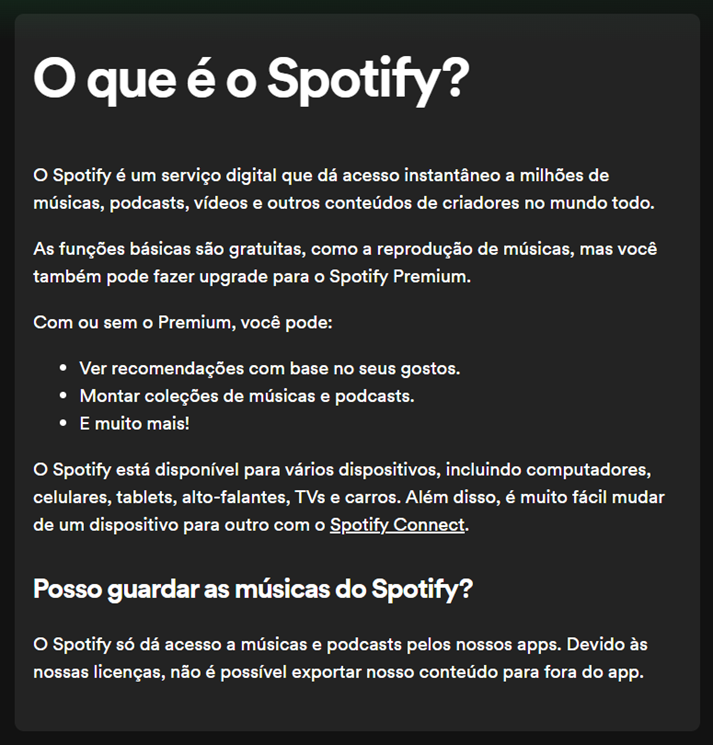 O que é o Spotify?
O Spotify é um serviço digital que dá acesso instantâneo a milhões de
músicas, podcasts, vídeos e outros conteúdos de criadores no mundo todo.
As funções básicas são gratuitas, como a reprodução de músicas, mas você
também pode fazer upgrade para o Spotify Premium.
Com ou sem o Premium, você pode:
• Ver recomendações com base no seus gostos.
• Montar coleções de músicas e podcasts.
• E muito mais!
O Spotify está disponível para vários dispositivos, incluindo computadores,
celulares, tablets, alto-falantes, TVs e carros. Além disso, é muito fácil mudar
de um dispositivo para outro com o Spotify Connect.
Posso guardar as músicas do Spotify?
O Spotify só dá acesso a músicas e podcasts pelos nossos apps. Devido às
nossas licenças, não é possível exportar nosso conteúdo para fora do app.